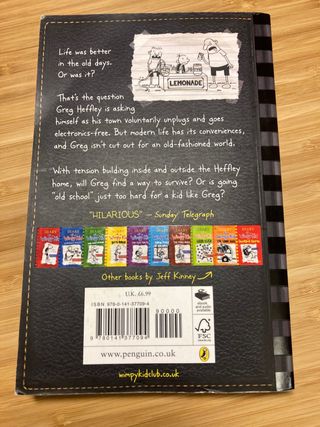 Life was better
in the old days.
Or was it?
LEMONADE
That's the question
Greg Heffley is asking
himself as his town voluntarily unplugs and goes
electronics-free. But modern life has its conveniences,
and Greg isn't cut out for an old-fashioned world.
With tension building inside and outside the Heffley
home, will Greg find a way to survive? Or is going
"old school" just too hard for a kid like Greg?
"HILARIOUS" – Sunday Telegraph
Other books by Jeff Kinney
U.K. £6.99
ISBN 978-0-141-37709-4
90000
9 780141 377094
www.penguin.co.uk
FSC
wimpykidclub.co.uk